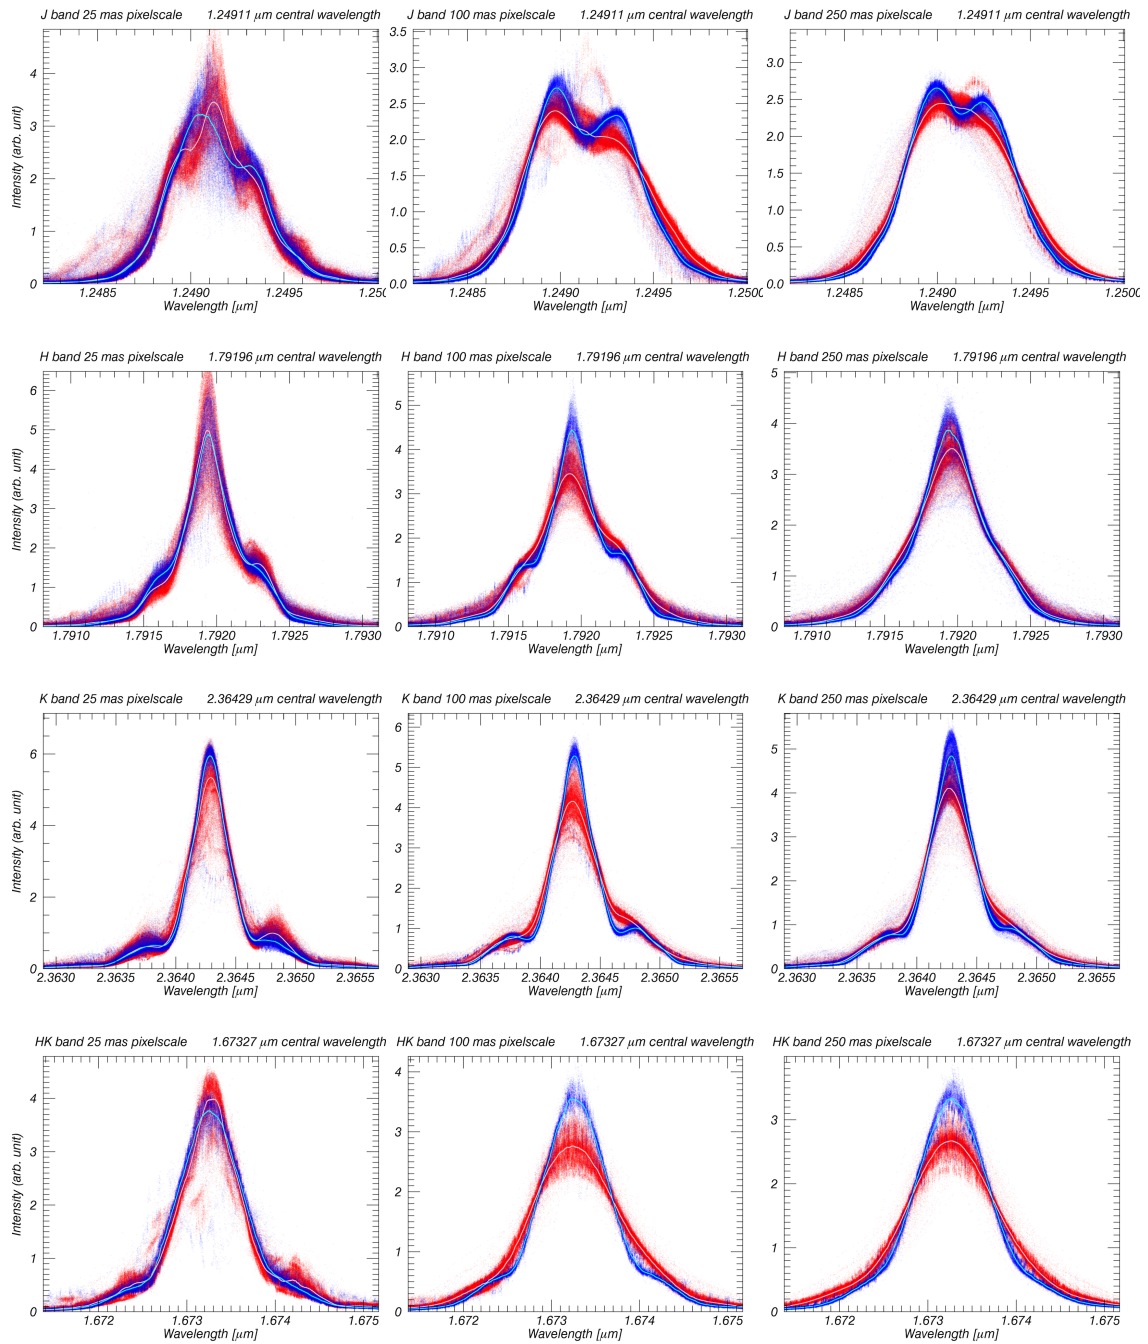 J band 25 mas pixelscale 1.24911 μm central wavelength
J band 100 mas pixelscale 1.24911 μm central wavelength
J band 250 mas pixelscale 1.24911 μm central wavelength
Intensity (arb. unit)
4
3
2
1
0
3.5
3.0
2.5
2.0
1.5
1.0
0.5
0.0
3.0
2.5
2.0
1.5
1.0
0.5
0.0
1.2485 1.2490 1.2495 1.250
1.2485 1.2490 1.2495 1.2500
1.2485 1.2490 1.2495 1.2500
Wavelength [μm]
Wavelength [μm]
Wavelength [μm]
H band 25 mas pixelscale 1.79196 μm central wavelength
H band 100 mas pixelscale 1.79196 μm central wavelength
H band 250 mas pixelscale 1.79196 μm central wavelength
Intensity (arb. unit)
6
5
4
3
2
1
0
5
4
3
2
1
0
5
4
3
2
1
0
1.7910 1.7915 1.7920 1.7925 1.7930
1.7910 1.7915 1.7920 1.7925 1.7930
1.7910 1.7915 1.7920 1.7925 1.7930
Wavelength [μm]
Wavelength [μm]
Wavelength [μm]
K band 25 mas pixelscale 2.36429 μm central wavelength
K band 100 mas pixelscale 2.36429 μm central wavelength
K band 250 mas pixelscale 2.36429 μm central wavelength
Intensity (arb. unit)
6
4
2
1
0
6
5
4
3
2
1
0
5
4
3
2
1
0
2.3630 2.3635 2.3640 2.3645 2.3650 2.3655
2.3630 2.3635 2.3640 2.3645 2.3650 2.3655
2.3630 2.3635 2.3640 2.3645 2.3650 2.3655
Wavelength [μm]
Wavelength [μm]
Wavelength [μm]
HK band 25 mas pixelscale 1.67327 μm central wavelength
HK band 100 mas pixelscale 1.67327 μm central wavelength
HK band 250 mas pixelscale 1.67327 μm central wavelength
Intensity (arb. unit)
4
3
2
1
0
4
3
2
1
0
3
2
1
0
1.672 1.673 1.674 1.675
1.672 1.673 1.674 1.675
1.672 1.673 1.674 1.675
Wavelength [μm]
Wavelength [μm]
Wavelength [μm]